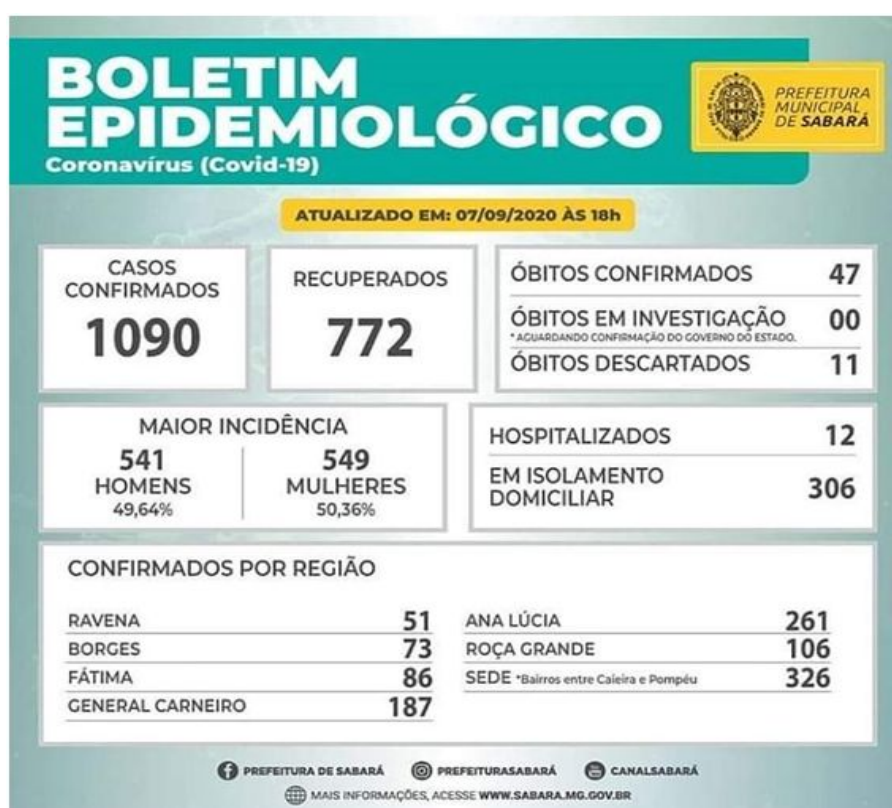 BOLETIM
EPIDEMIOLÓGICO
Coronavírus (Covid-19)
PREFEITURA
MUNICIPAL
DE SABARÁ
ATUALIZADO EM: 07/09/2020 ÀS 18h
CASOS
CONFIRMADOS
1090
RECUPERADOS
772
ÓBITOS CONFIRMADOS 47
ÓBITOS EM INVESTIGAÇÃO 00
* AGUARDANDO CONFIRMAÇÃO DO GOVERNO DO ESTADO.
ÓBITOS DESCARTADOS 11
MAIOR INCIDÊNCIA
541
HOMENS
49,64%
549
MULHERES
50,36%
HOSPITALIZADOS 12
EM ISOLAMENTO
DOMICILIAR 306
CONFIRMADOS POR REGIÃO
RAVENA 51
BORGES 73
FÁTIMA 86
GENERAL CARNEIRO 187
ANA LÚCIA 261
ROÇA GRANDE 106
SEDE *Bairros entre Caieira e Pompéu 326
PREFEITURA DE SABARÁ PREFEITURASABARÁ CANALSABARÁ
MAIS INFORMAÇÕES, ACESSE WWW.SABARA.MG.GOV.BR